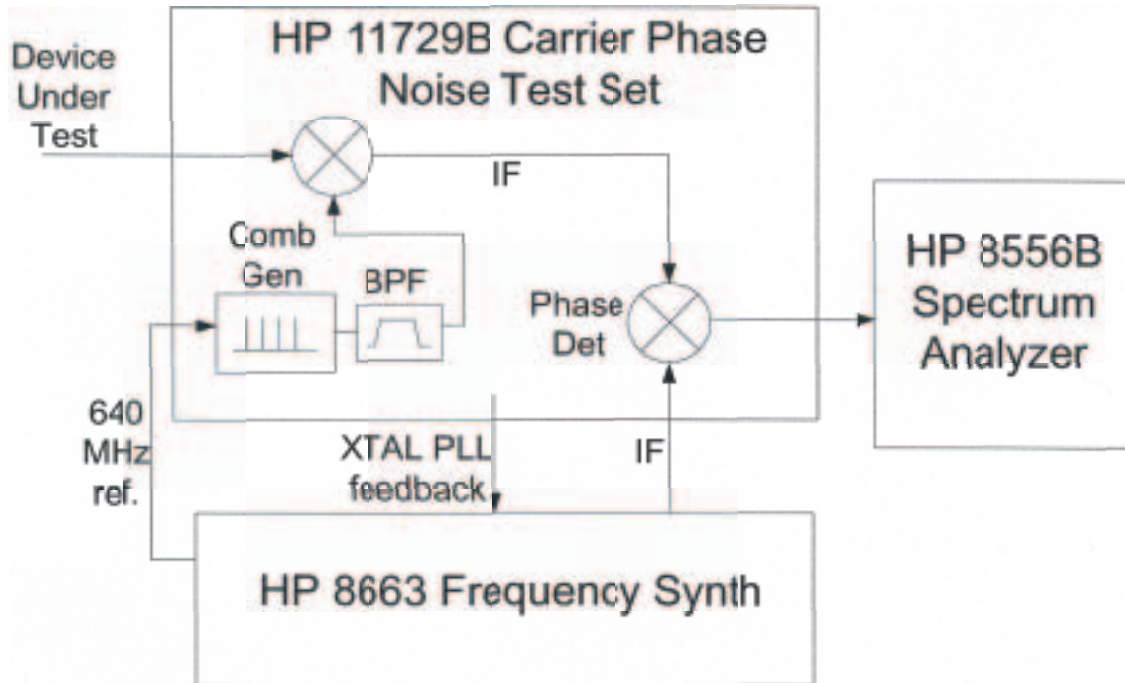 HP 11729B Carrier Phase
Noise Test Set
Device
Under
Test
IF
Comb
Gen
BPF
Phase
Det
HP 8556B
Spectrum
Analyzer
640
MHz
ref.
XTAL PLL
feedback
IF
HP 8663 Frequency Synth